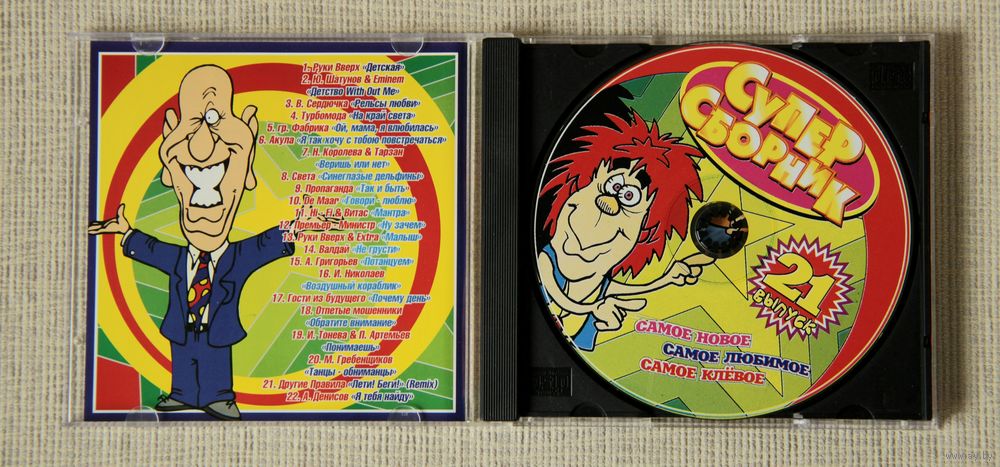 1. Руки Вверх «Детская»
2. Ю. Шатунов & Eminem
«Детство With Out Me»
3. В. Сердючка «Рельсы любви»
4. Турбомода «На край света»
5. гр. Фабрика «Ой, мама, я влюбилась»
6. Акула «Я так хочу с тобою повстречаться»
7. Н. Королева & Тарзан
«Веришь или нет»
8. Света «Синеглазые дельфины»
9. Пропаганда «Так и быть»
10. De Maar «Говори - люблю»
11. Hi - Fi & Витас «Мантра»
12. Премьер - Министр «Ну зачем»
13. Руки Вверх & Extra «Малыш»
14. Валдай «Не грусти»
15. А. Григорьев «Потанцуем»
16. И. Николаев
«Воздушный кораблик»
17. Гости из будущего «Почему день»
18. Отпетые мошенники
«Обратите внимание»
19. И. Тонева & П. Артемьев
«Понимаешь»
20. М. Гребенщиков
«Танцы - обниманцы»
21. Другие Правила «Лети! Беги!» (Remix)
22. А. Денисов «Я тебя найду»
СУПЕР
СБОРНИК
21
ВЫПУСК
САМОЕ НОВОЕ
САМОЕ ЛЮБИМОЕ
САМОЕ КЛЁВОЕ